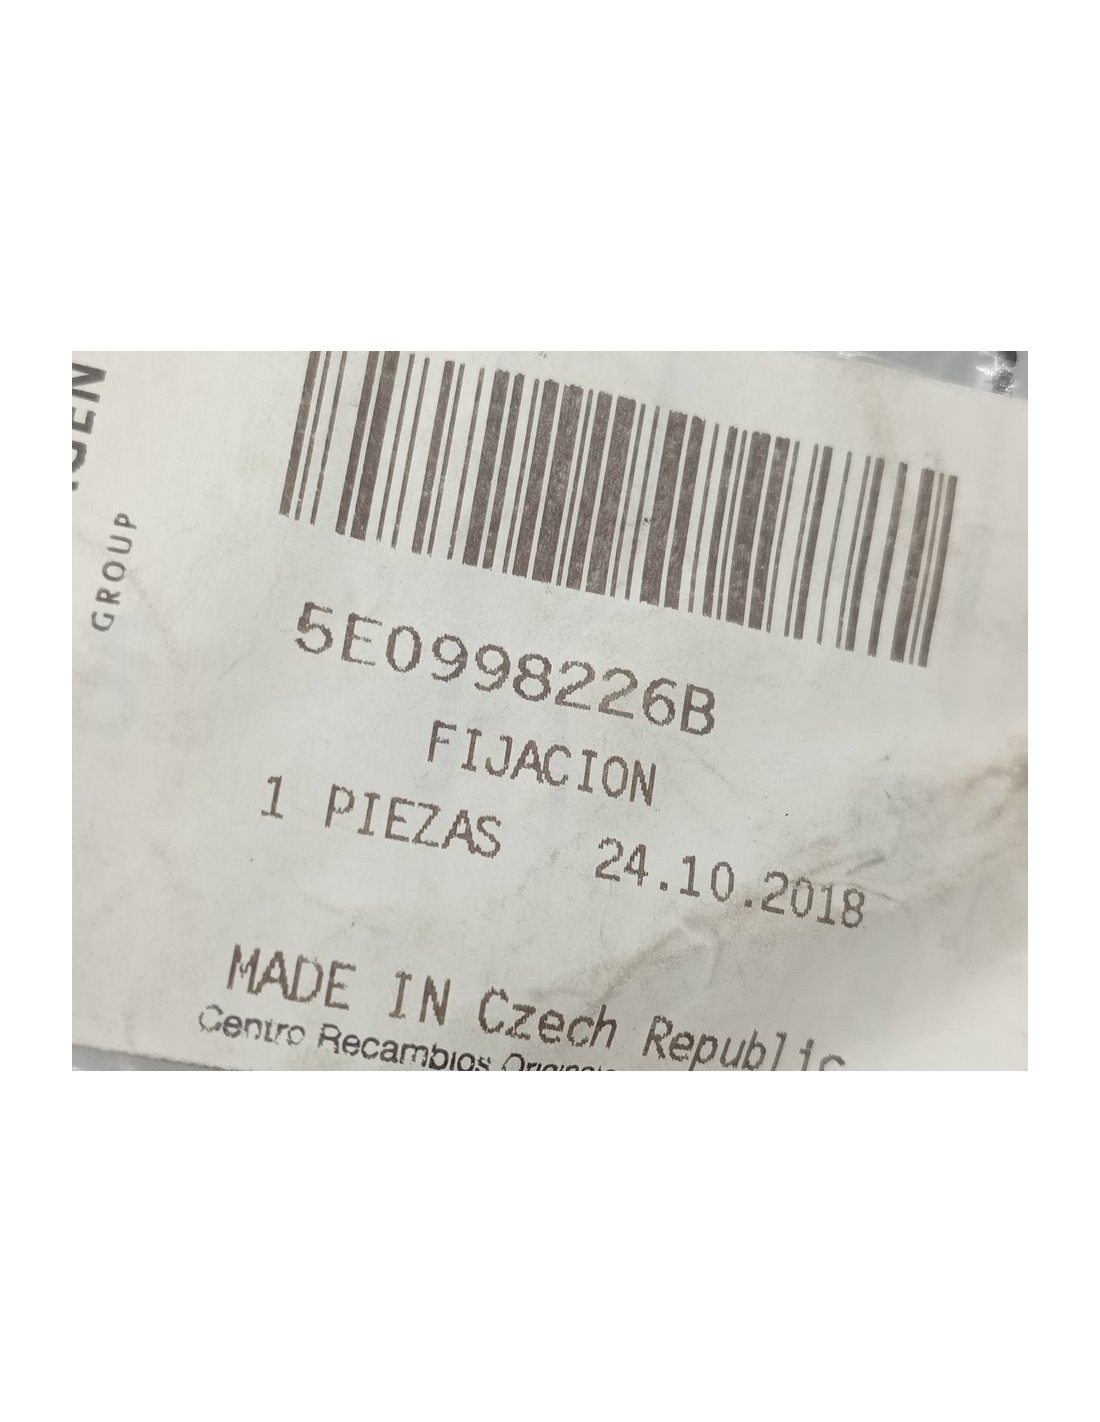 GROUP
5E0998226B
FIJACION
1 PIEZAS 24.10.2018
MADE IN Czech Republic
Centro Recambios